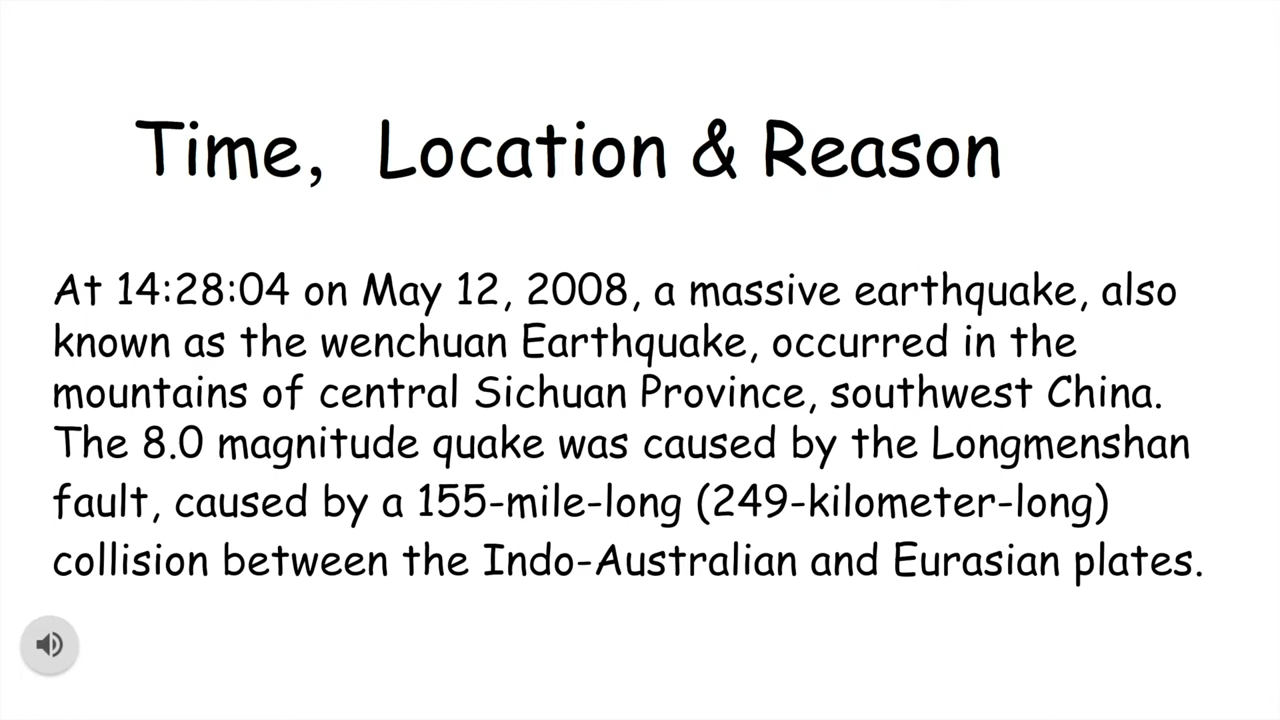 Time, Location & Reason
At 14:28:04 on May 12, 2008, a massive earthquake, also
known as the wenchuan Earthquake, occurred in the
mountains of central Sichuan Province, southwest China.
The 8.0 magnitude quake was caused by the Longmenshan
fault, caused by a 155-mile-long (249-kilometer-long)
collision between the Indo-Australian and Eurasian plates.